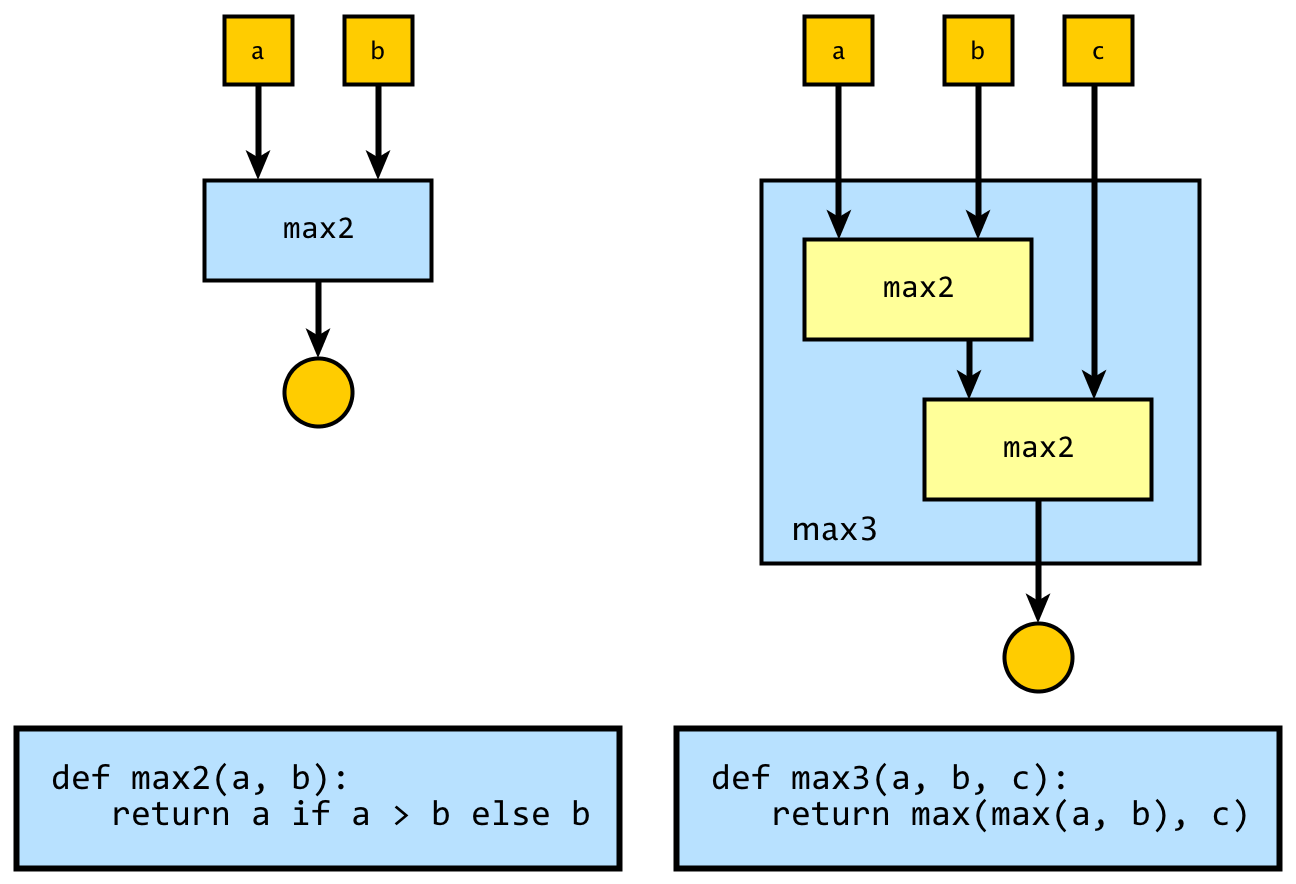 a
b
max2
a
b
c
max2
max2
max3
def max2(a, b):
   return a if a > b else b
def max3(a, b, c):
   return max(max(a, b), c)